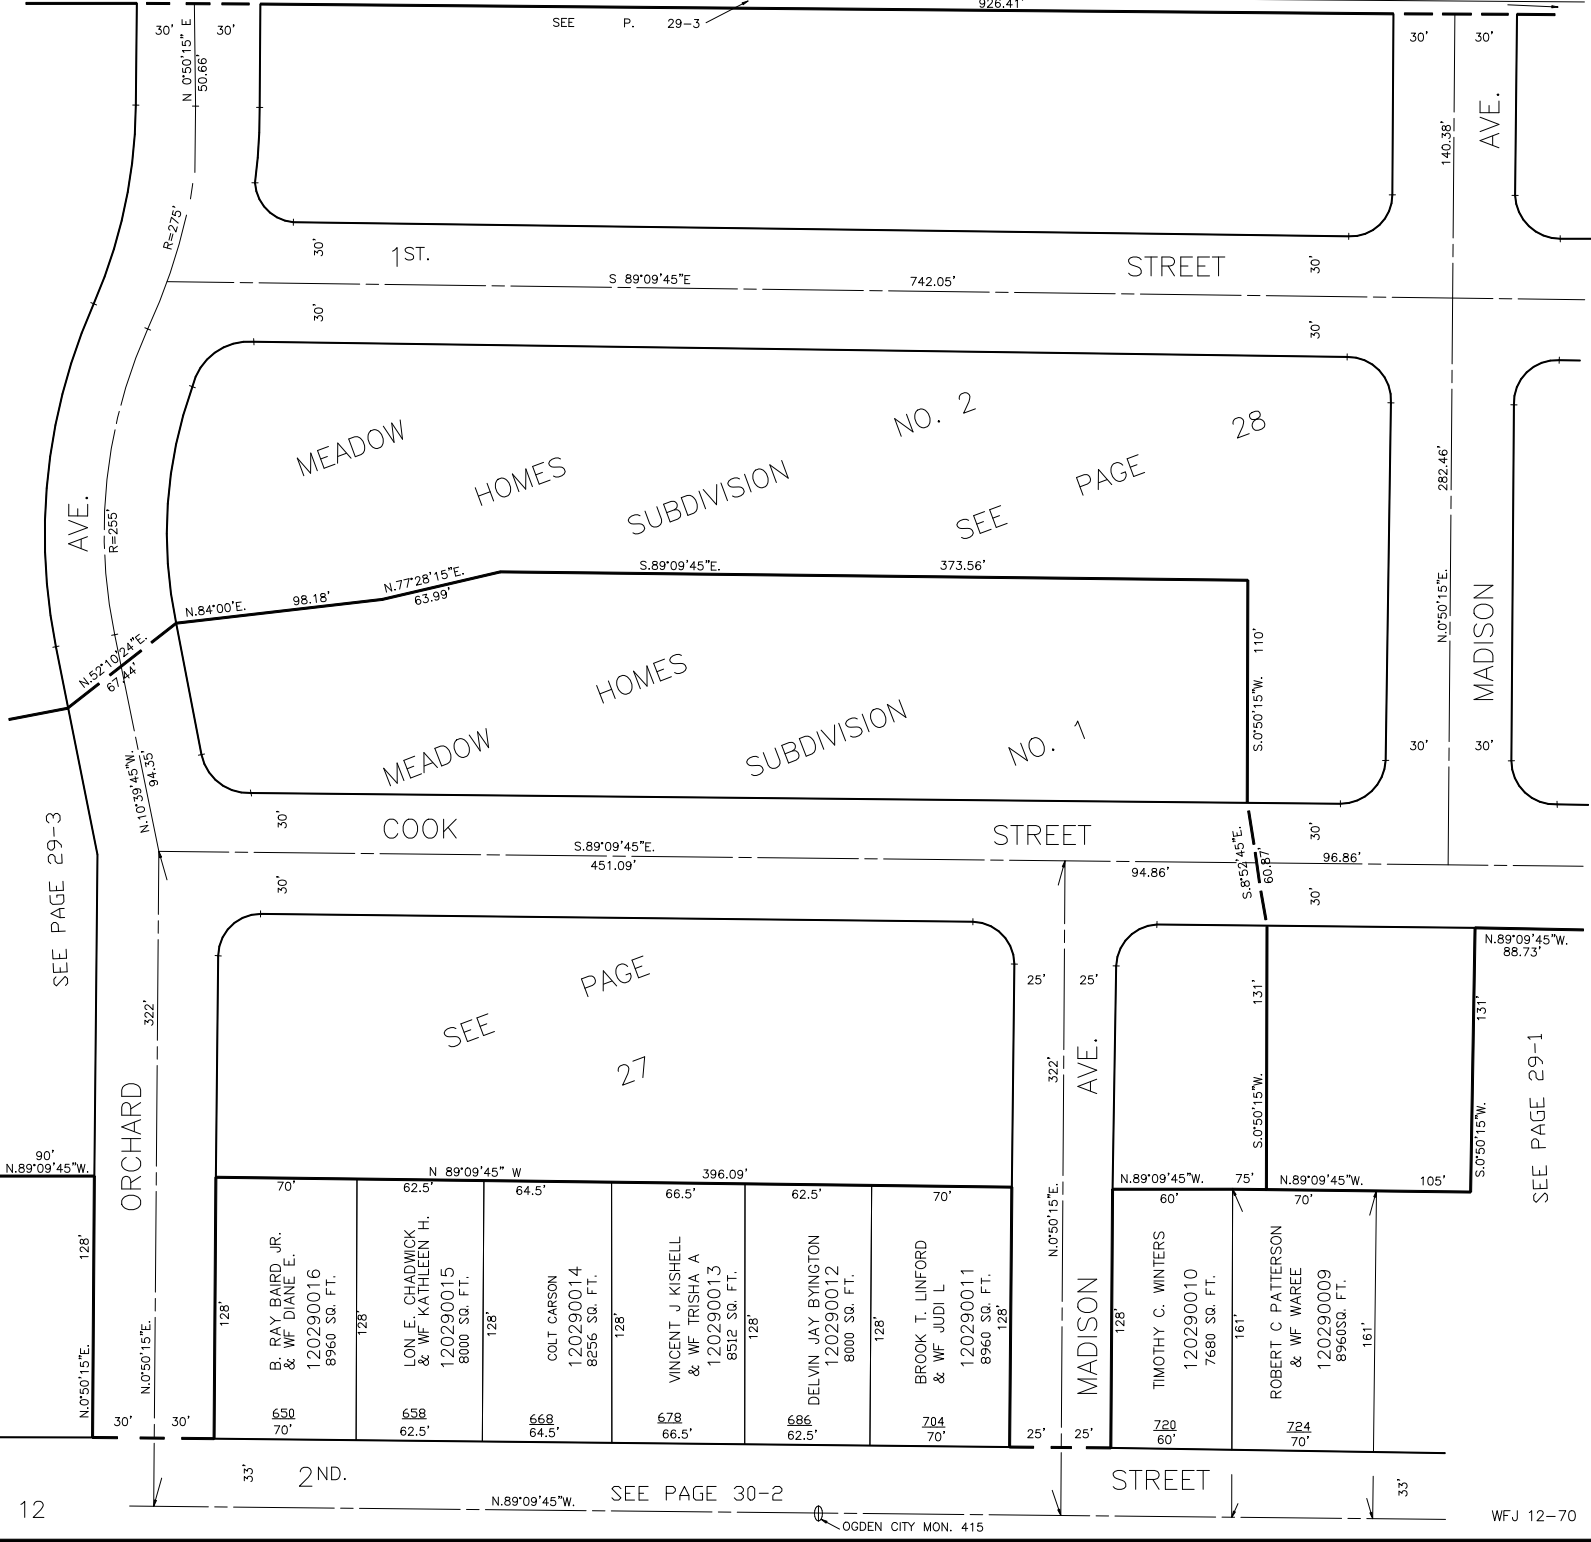 926.41'
SEE P. 29-3
30' 30'
30' 30'
N 0°50'15" E
50.66'
AVE.
140.38'
R=275'
30'
1ST. STREET
30'
S 89°09'45"E 742.05'
30'
30'
MEADOW HOMES SUBDIVISION NO. 2
SEE PAGE 28
282.46'
N.0°50'15"E.
AVE.
R=255'
S.89°09'45"E. 373.56'
N.77°28'15"E.
63.99'
N.84°00'E. 98.18'
N.52°10'24"E.
67.44'
110'
S.0°50'15"W.
MADISON
MEADOW HOMES SUBDIVISION NO. 1
30' 30'
N.10°39'45"W.
94.35'
30'
COOK STREET
30'
S.89°09'45"E.
451.09'
94.86'
96.86'
S.8°52'45"E.
60.87'
30'
30'
SEE PAGE 29-3
N.89°09'45"W.
88.73'
SEE PAGE 27
25' 25'
131'
131'
322'
322'
AVE.
S.0°50'15"W.
S.0°50'15"W.
SEE PAGE 29-1
ORCHARD
90'
N.89°09'45"W.
N 89°09'45" W 396.09'
N.89°09'45"W. 75'
N.89°09'45"W. 105'
70' 62.5' 64.5' 66.5' 62.5' 70'
60' 70'
128'
N.0°50'15"E.
N.0°50'15"E.
128'
B. RAY BAIRD JR.
& WF DIANE E.
120290016
8960 SQ. FT.
128'
LON E. CHADWICK
& WF KATHLEEN H.
120290015
8000 SQ. FT.
128'
COLT CARSON
120290014
8256 SQ. FT.
128'
VINCENT J KISHELL
& WF TRISHA A
120290013
8512 SQ. FT.
128'
DELVIN JAY BYINGTON
120290012
8000 SQ. FT.
128'
BROOK T. LINFORD
& WF JUDI L
120290011
8960 SQ. FT.
128'
N.0°50'15"E.
MADISON
128'
TIMOTHY C. WINTERS
120290010
7680 SQ. FT.
161'
ROBERT C PATTERSON
& WF WAREE
120290009
8960SQ. FT.
161'
650 658 668 678 686 704 720 724
70' 62.5' 64.5' 66.5' 62.5' 70' 60' 70'
30' 30'
25' 25'
33'
2ND. STREET
33'
N.89°09'45"W.
SEE PAGE 30-2
OGDEN CITY MON. 415
12
WFJ 12-70